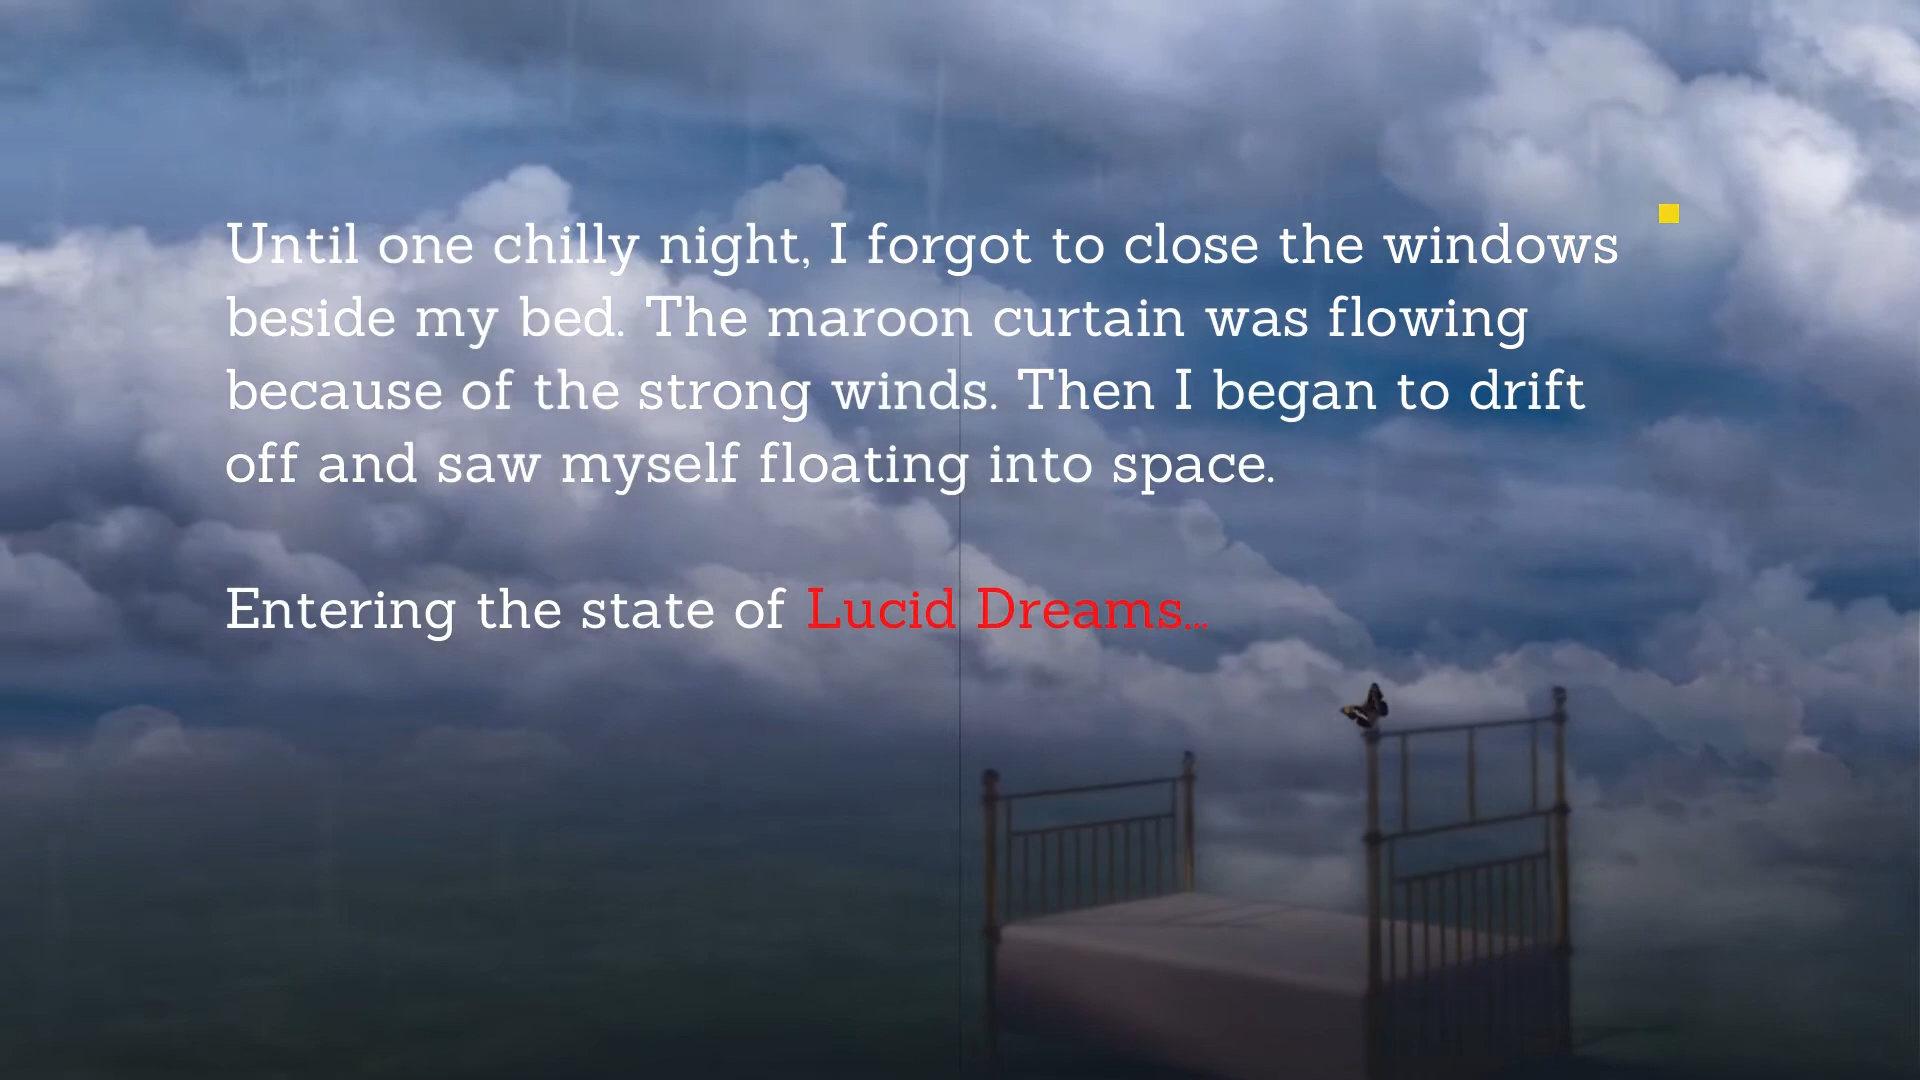 Until one chilly night, I forgot to close the windows
beside my bed. The maroon curtain was flowing
because of the strong winds. Then I began to drift
off and saw myself floating into space.
Entering the state of Lucid Dreams...